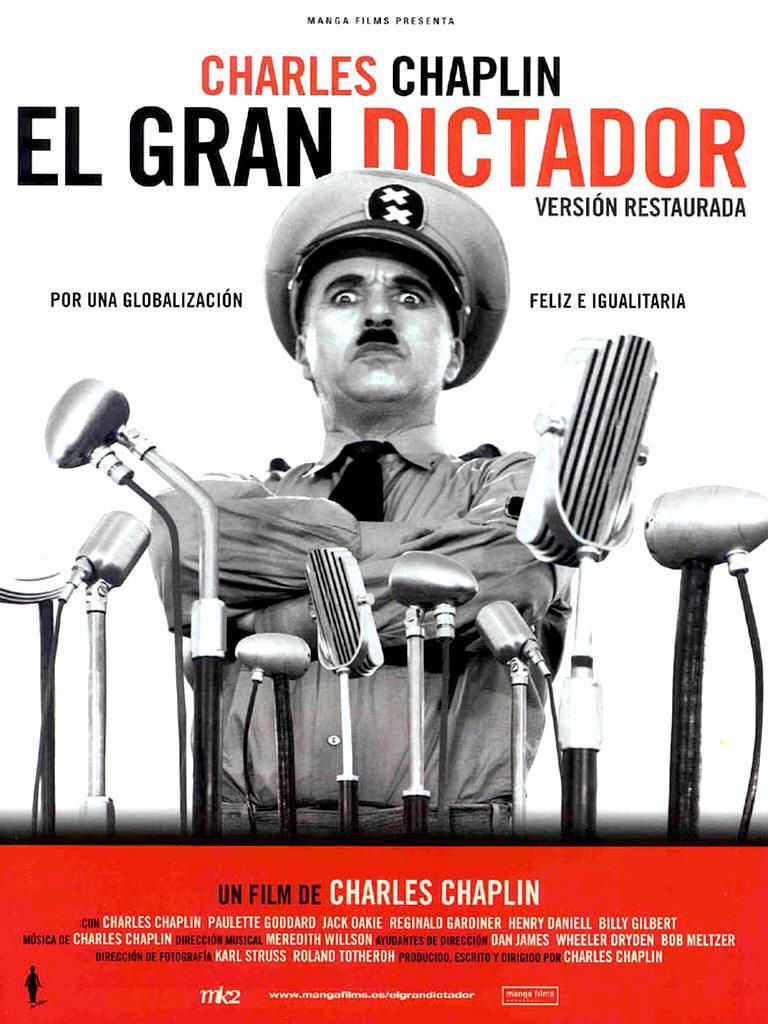 MANGA FILMS PRESENTA
CHARLES CHAPLIN
EL GRAN DICTADOR
VERSIÓN RESTAURADA
POR UNA GLOBALIZACIÓN FELIZ E IGUALITARIA
UN FILM DE CHARLES CHAPLIN
CON CHARLES CHAPLIN PAULETTE GODDARD JACK OAKIE REGINALD GARDINER HENRY DANIELL BILLY GILBERT
MÚSICA DE CHARLES CHAPLIN DIRECCIÓN MUSICAL MEREDITH WILLSON AYUDANTES DE DIRECCIÓN DAN JAMES WHEELER DRYDEN BOB MELTZER
DIRECCIÓN DE FOTOGRAFÍA KARL STRUSS ROLAND TOTHEROH PRODUCIDO, ESCRITO Y DIRIGIDO POR CHARLES CHAPLIN
mk2 www.mangafilms.es/elgrandictador manga films